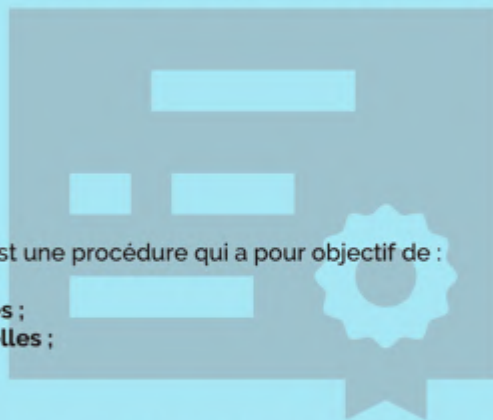 st une procédure qui a pour objectif de :
s ;
lles ;